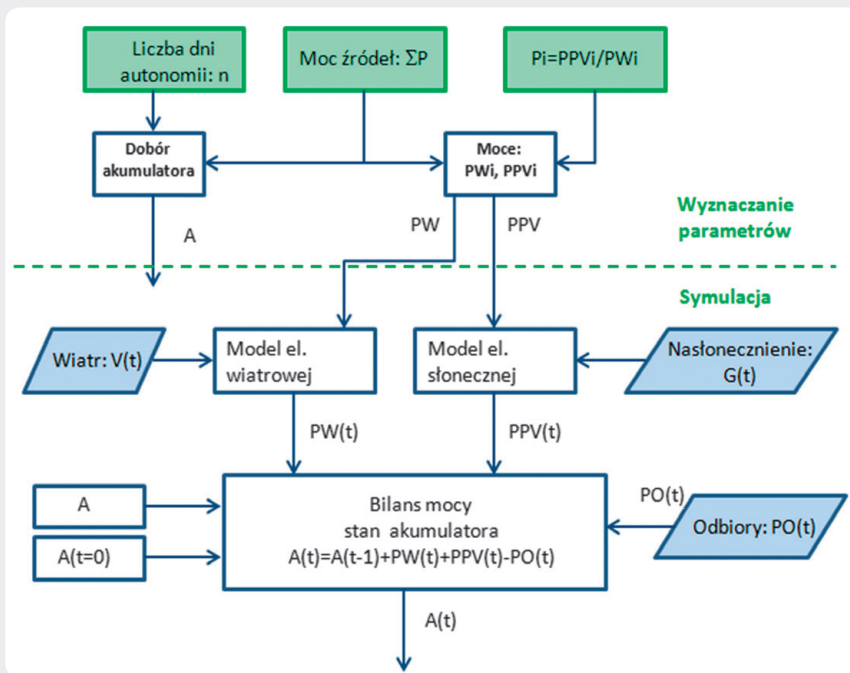 Liczba dni
autonomii: n
Moc źródeł: ΣP
Pi=PPVi/PWi
Dobór
akumulatora
Moce:
PWi, PPVi
A
PW
PPV
Wyznaczanie
parametrów
Symulacja
Wiatr: V(t)
Model el.
wiatrowej
Model el.
słonecznej
Nasłonecznienie:
G(t)
PW(t)
PPV(t)
A
A(t=0)
Bilans mocy
stan akumulatora
A(t)=A(t-1)+PW(t)+PPV(t)-PO(t)
PO(t)
Odbiory: PO(t)
A(t)